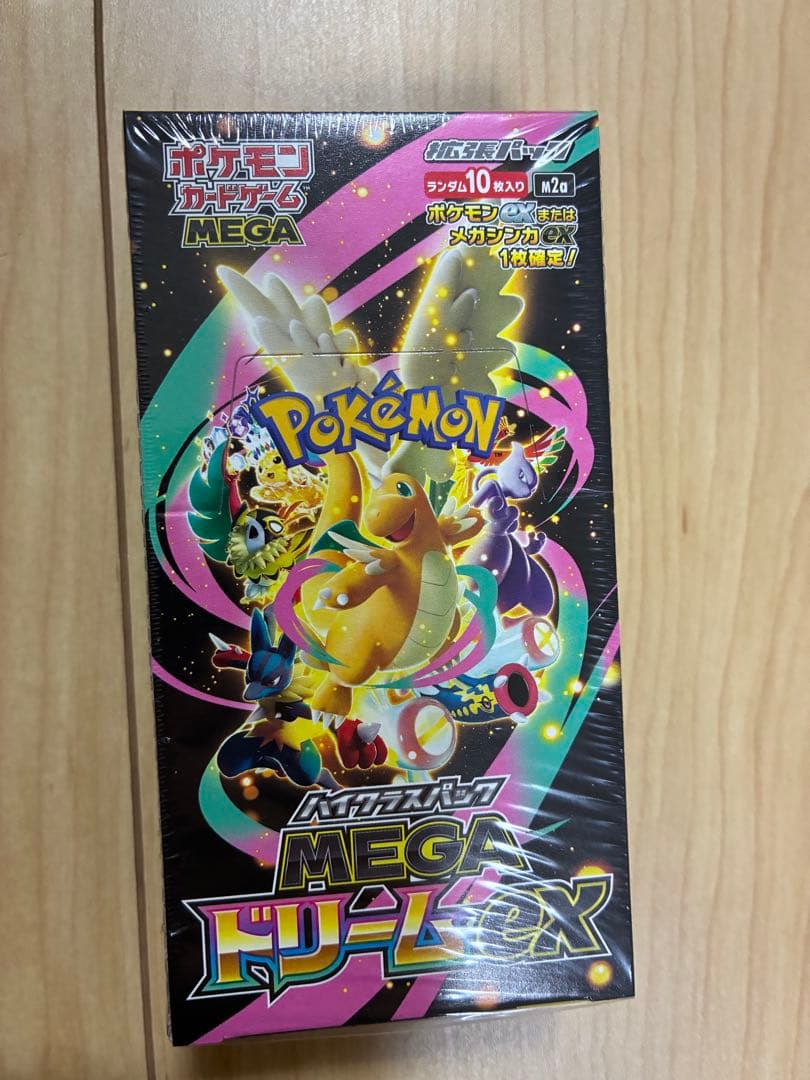 ポケモン
カードゲーム™
MEGA
拡張パック
ランダム10枚入り
M2a
ポケモンexまたは
メガシンカex
1枚確定!
POKÉMON
™
ハイクラスパック
MEGA
ドリームex